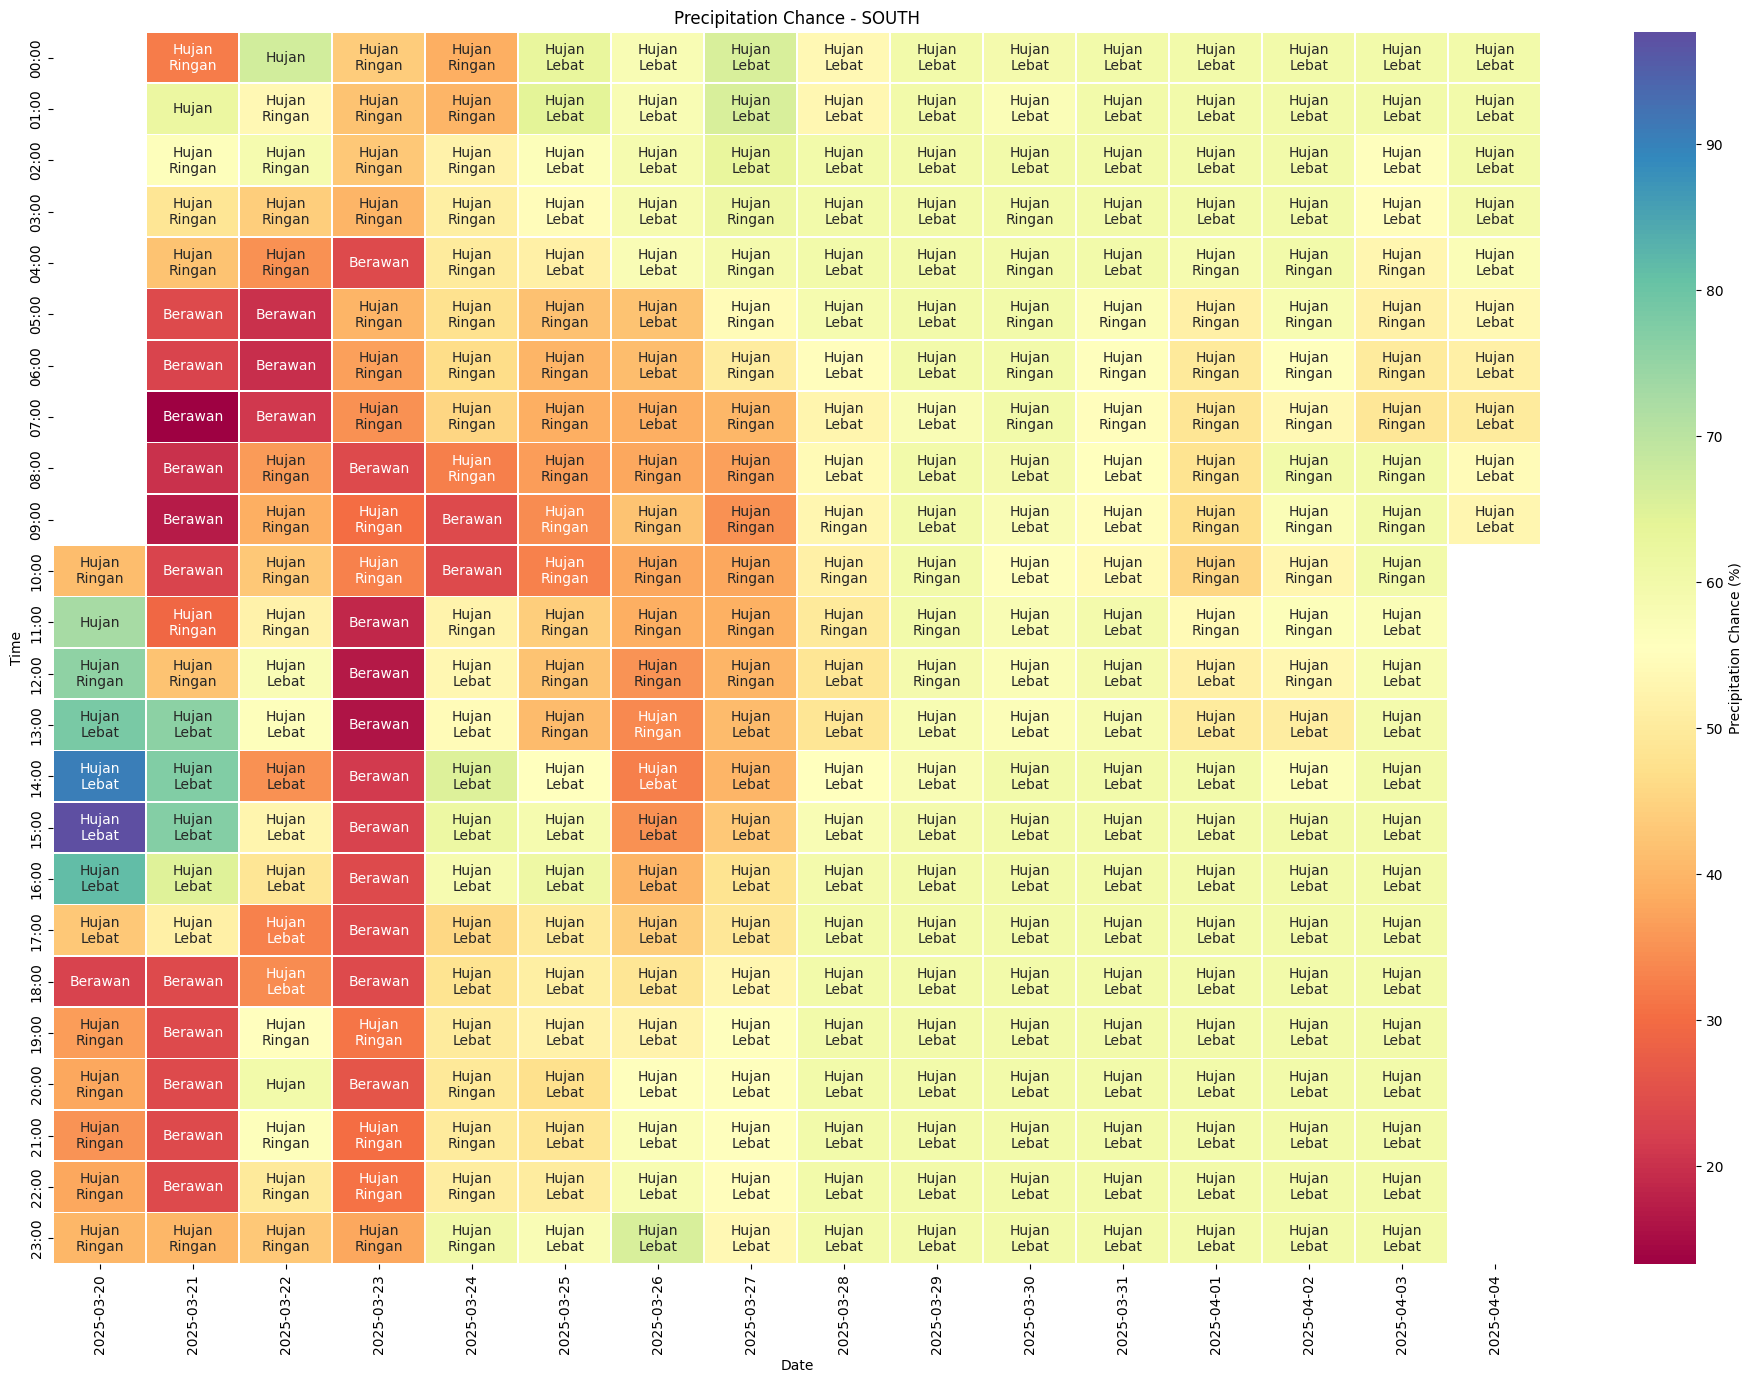 Precipitation Chance - SOUTH
00:00 Hujan Ringan Hujan Hujan Ringan Hujan Ringan Hujan Lebat Hujan Lebat Hujan Lebat Hujan Lebat Hujan Lebat Hujan Lebat Hujan Lebat Hujan Lebat Hujan Lebat Hujan Lebat Hujan Lebat
01:00 Hujan Hujan Ringan Hujan Ringan Hujan Ringan Hujan Lebat Hujan Lebat Hujan Lebat Hujan Lebat Hujan Lebat Hujan Lebat Hujan Lebat Hujan Lebat Hujan Lebat Hujan Lebat Hujan Lebat
02:00 Hujan Ringan Hujan Ringan Hujan Ringan Hujan Ringan Hujan Lebat Hujan Lebat Hujan Lebat Hujan Lebat Hujan Lebat Hujan Lebat Hujan Lebat Hujan Lebat Hujan Lebat Hujan Lebat Hujan Lebat
03:00 Hujan Ringan Hujan Ringan Hujan Ringan Hujan Ringan Hujan Lebat Hujan Lebat Hujan Ringan Hujan Lebat Hujan Lebat Hujan Ringan Hujan Lebat Hujan Lebat Hujan Lebat Hujan Lebat Hujan Lebat
04:00 Hujan Ringan Hujan Ringan Berawan Hujan Ringan Hujan Lebat Hujan Lebat Hujan Ringan Hujan Lebat Hujan Lebat Hujan Ringan Hujan Lebat Hujan Ringan Hujan Ringan Hujan Ringan Hujan Lebat
05:00 Berawan Berawan Hujan Ringan Hujan Ringan Hujan Ringan Hujan Lebat Hujan Ringan Hujan Lebat Hujan Lebat Hujan Ringan Hujan Ringan Hujan Ringan Hujan Ringan Hujan Ringan Hujan Lebat
06:00 Berawan Berawan Hujan Ringan Hujan Ringan Hujan Ringan Hujan Lebat Hujan Ringan Hujan Lebat Hujan Lebat Hujan Ringan Hujan Ringan Hujan Ringan Hujan Ringan Hujan Ringan Hujan Lebat
07:00 Berawan Berawan Hujan Ringan Hujan Ringan Hujan Ringan Hujan Lebat Hujan Ringan Hujan Lebat Hujan Lebat Hujan Ringan Hujan Ringan Hujan Ringan Hujan Ringan Hujan Ringan Hujan Lebat
08:00 Berawan Hujan Ringan Berawan Hujan Ringan Hujan Ringan Hujan Ringan Hujan Ringan Hujan Lebat Hujan Lebat Hujan Lebat Hujan Lebat Hujan Ringan Hujan Ringan Hujan Ringan Hujan Lebat
09:00 Berawan Hujan Ringan Hujan Ringan Berawan Hujan Ringan Hujan Ringan Hujan Ringan Hujan Ringan Hujan Lebat Hujan Lebat Hujan Lebat Hujan Ringan Hujan Ringan Hujan Ringan Hujan Lebat
10:00 Hujan Ringan Berawan Hujan Ringan Hujan Ringan Berawan Hujan Ringan Hujan Ringan Hujan Ringan Hujan Ringan Hujan Ringan Hujan Lebat Hujan Lebat Hujan Ringan Hujan Ringan Hujan Ringan
11:00 Hujan Hujan Ringan Hujan Ringan Berawan Hujan Ringan Hujan Ringan Hujan Ringan Hujan Ringan Hujan Ringan Hujan Ringan Hujan Lebat Hujan Lebat Hujan Ringan Hujan Ringan Hujan Lebat
12:00 Hujan Ringan Hujan Ringan Hujan Lebat Berawan Hujan Lebat Hujan Ringan Hujan Ringan Hujan Ringan Hujan Lebat Hujan Ringan Hujan Lebat Hujan Lebat Hujan Lebat Hujan Ringan Hujan Lebat
13:00 Hujan Lebat Hujan Lebat Hujan Lebat Berawan Hujan Lebat Hujan Ringan Hujan Ringan Hujan Lebat Hujan Lebat Hujan Lebat Hujan Lebat Hujan Lebat Hujan Lebat Hujan Lebat Hujan Lebat
14:00 Hujan Lebat Hujan Lebat Hujan Lebat Berawan Hujan Lebat Hujan Lebat Hujan Lebat Hujan Lebat Hujan Lebat Hujan Lebat Hujan Lebat Hujan Lebat Hujan Lebat Hujan Lebat Hujan Lebat
15:00 Hujan Lebat Hujan Lebat Hujan Lebat Berawan Hujan Lebat Hujan Lebat Hujan Lebat Hujan Lebat Hujan Lebat Hujan Lebat Hujan Lebat Hujan Lebat Hujan Lebat Hujan Lebat Hujan Lebat
16:00 Hujan Lebat Hujan Lebat Hujan Lebat Berawan Hujan Lebat Hujan Lebat Hujan Lebat Hujan Lebat Hujan Lebat Hujan Lebat Hujan Lebat Hujan Lebat Hujan Lebat Hujan Lebat Hujan Lebat
17:00 Hujan Lebat Hujan Lebat Hujan Lebat Berawan Hujan Lebat Hujan Lebat Hujan Lebat Hujan Lebat Hujan Lebat Hujan Lebat Hujan Lebat Hujan Lebat Hujan Lebat Hujan Lebat Hujan Lebat
18:00 Berawan Berawan Hujan Lebat Berawan Hujan Lebat Hujan Lebat Hujan Lebat Hujan Lebat Hujan Lebat Hujan Lebat Hujan Lebat Hujan Lebat Hujan Lebat Hujan Lebat Hujan Lebat
19:00 Hujan Ringan Berawan Hujan Ringan Hujan Ringan Hujan Lebat Hujan Lebat Hujan Lebat Hujan Lebat Hujan Lebat Hujan Lebat Hujan Lebat Hujan Lebat Hujan Lebat Hujan Lebat Hujan Lebat
20:00 Hujan Ringan Berawan Hujan Berawan Hujan Ringan Hujan Lebat Hujan Lebat Hujan Lebat Hujan Lebat Hujan Lebat Hujan Lebat Hujan Lebat Hujan Lebat Hujan Lebat Hujan Lebat
21:00 Hujan Ringan Berawan Hujan Ringan Hujan Ringan Hujan Ringan Hujan Lebat Hujan Lebat Hujan Lebat Hujan Lebat Hujan Lebat Hujan Lebat Hujan Lebat Hujan Lebat Hujan Lebat Hujan Lebat
22:00 Hujan Ringan Berawan Hujan Ringan Hujan Ringan Hujan Ringan Hujan Lebat Hujan Lebat Hujan Lebat Hujan Lebat Hujan Lebat Hujan Lebat Hujan Lebat Hujan Lebat Hujan Lebat Hujan Lebat
23:00 Hujan Ringan Hujan Ringan Hujan Ringan Hujan Ringan Hujan Ringan Hujan Lebat Hujan Lebat Hujan Lebat Hujan Lebat Hujan Lebat Hujan Lebat Hujan Lebat Hujan Lebat Hujan Lebat Hujan Lebat
Time
2025-03-20 2025-03-21 2025-03-22 2025-03-23 2025-03-24 2025-03-25 2025-03-26 2025-03-27 2025-03-28 2025-03-29 2025-03-30 2025-03-31 2025-04-01 2025-04-02 2025-04-03 2025-04-04
Date
90
80
70
60
50
40
30
20
Precipitation Chance (%)